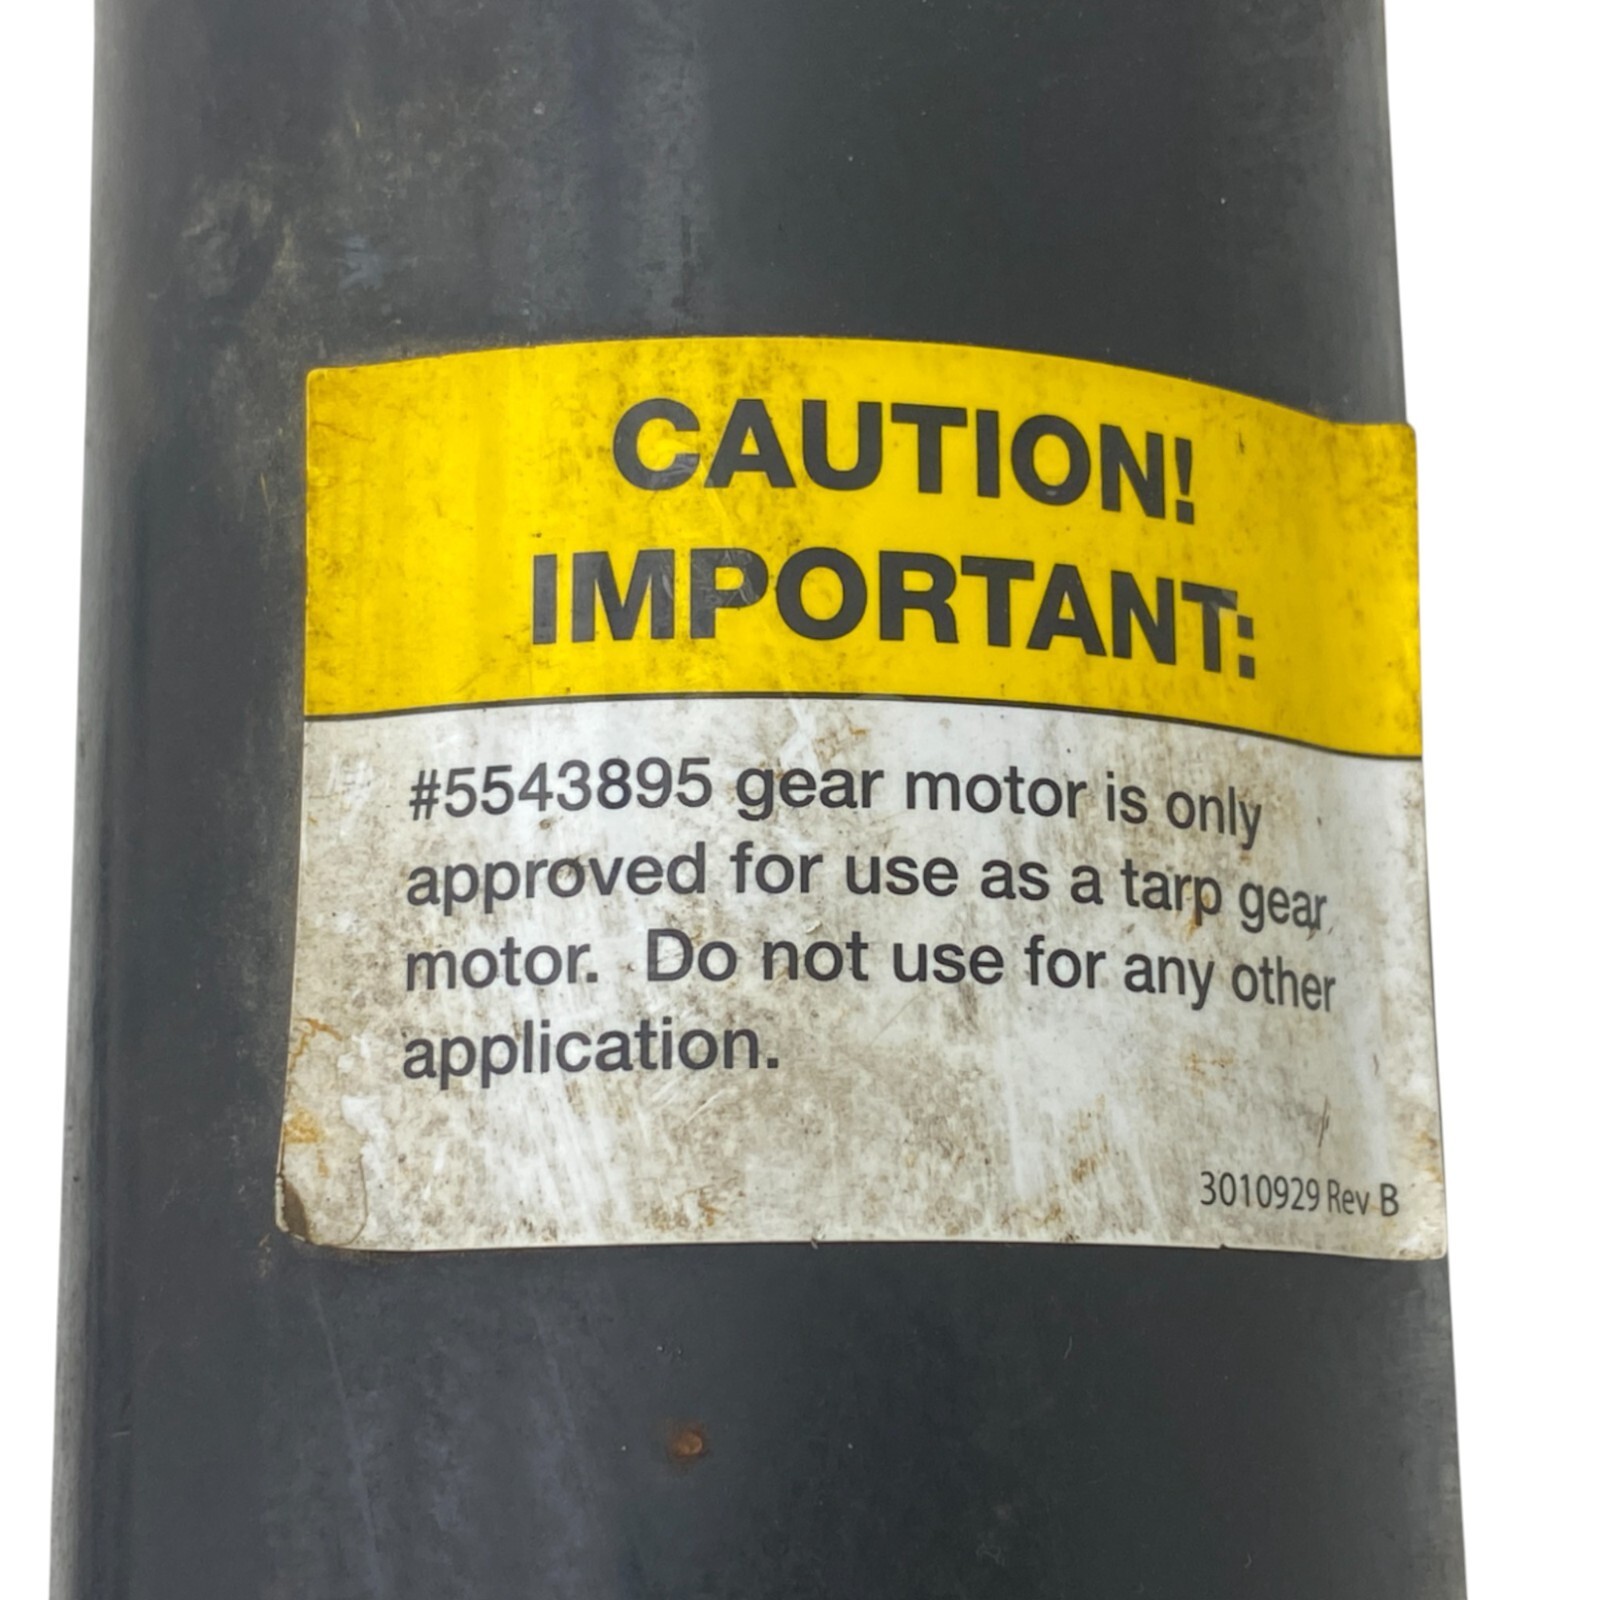 CAUTION!
IMPORTANT:
#5543895 gear motor is only
approved for use as a tarp gear
motor.  Do not use for any other
application.
3010929 Rev B